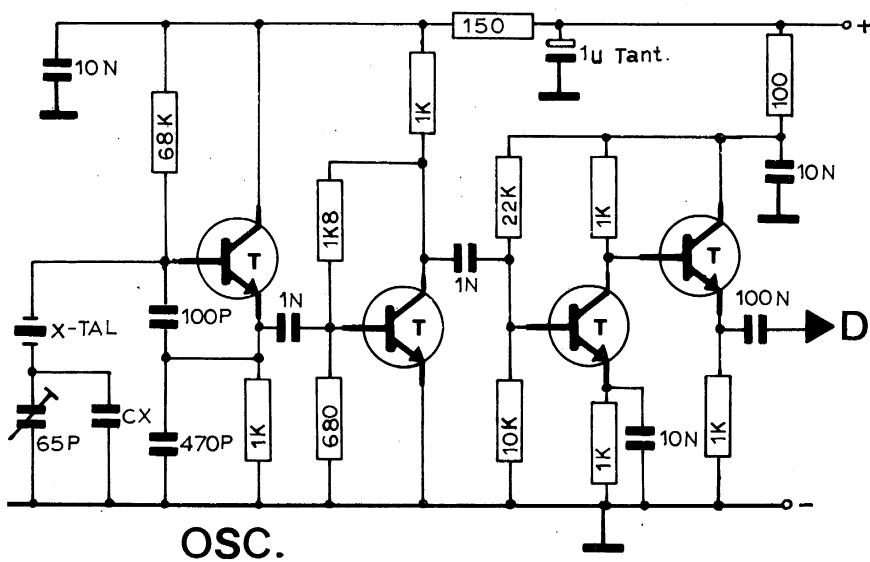 150
+
10N
1u Tant.
1K
100
68K
10N
1K8
22K
1K
T
T
1N
1N
100N
X-TAL
100P
T
T
D
CX
65P
470P
1K
680
10K
1K
10N
1K
-
OSC.